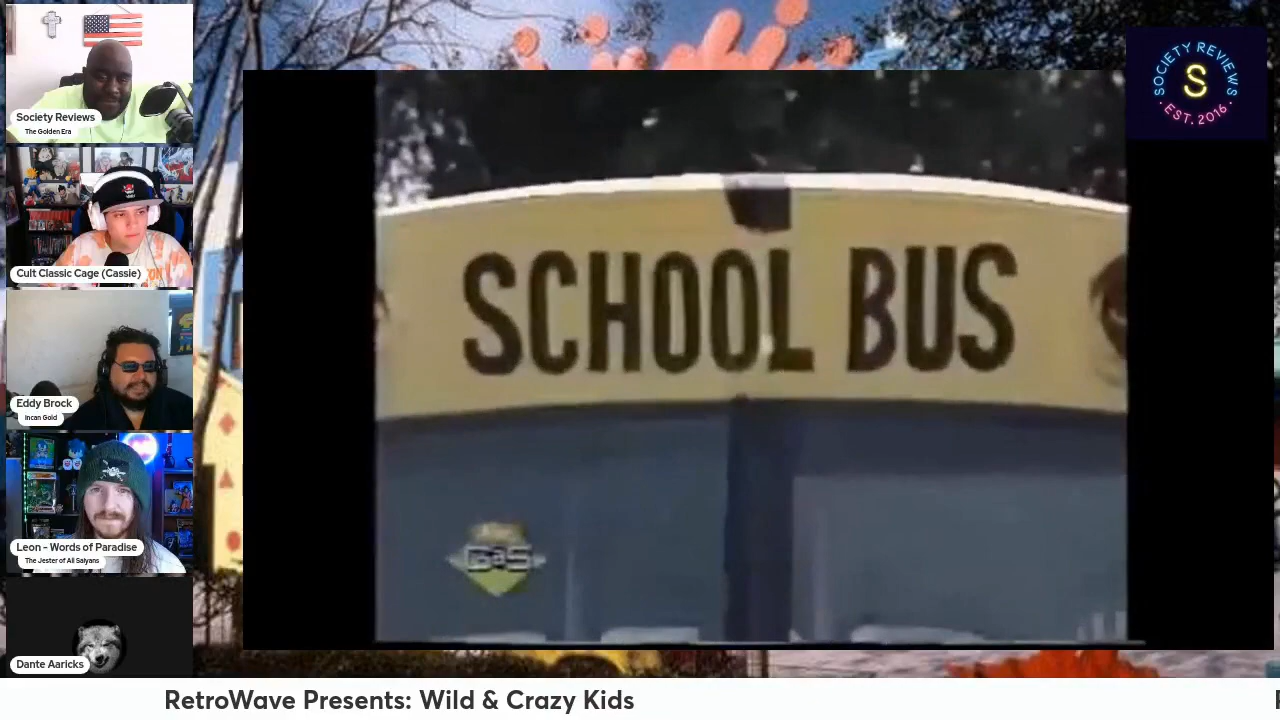 Society Reviews
The Golden Era
Cult Classic Cage (Cassie)
Eddy Brock
Incan Gold
Leon - Words of Paradise
The Jester of All Saiyans
Dante Aaricks
SOCIETY REVIEWS
S
· EST. 2016 ·
SCHOOL BUS
GAS
RetroWave Presents: Wild & Crazy Kids